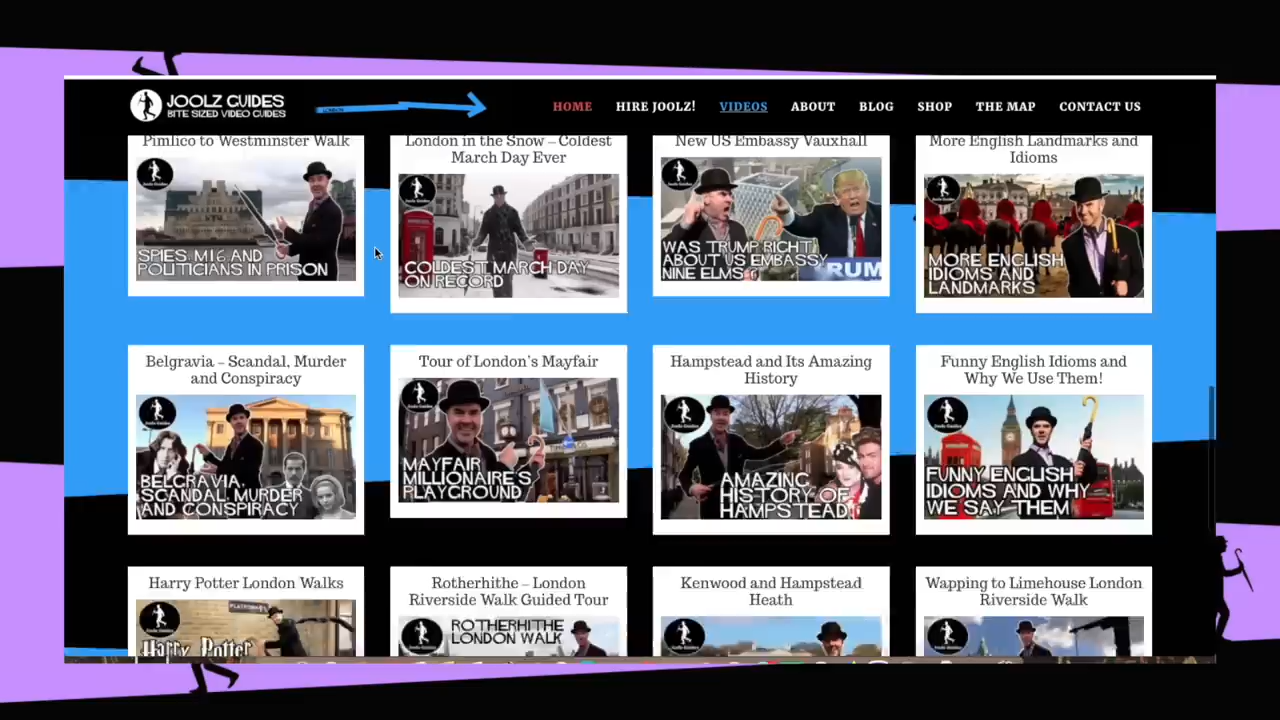 JOOLZ GUIDES
BITE SIZED VIDEO GUIDES
LONDON
HOME
HIRE JOOLZ!
VIDEOS
ABOUT
BLOG
SHOP
THE MAP
CONTACT US
Pimlico to Westminster Walk
SPIES, MI6 AND
POLITICIANS IN PRISON
London in the Snow – Coldest
March Day Ever
COLDEST MARCH DAY
ON RECORD
New US Embassy Vauxhall
WAS TRUMP RIGHT
ABOUT US EMBASSY
NINE ELMS
RUM
More English Landmarks and
Idioms
MORE ENGLISH
IDIOMS AND
LANDMARKS
Belgravia – Scandal, Murder
and Conspiracy
BELGRAVIA,
SCANDAL, MURDER
AND CONSPIRACY
Tour of London's Mayfair
MAYFAIR
MILLIONAIRE'S
PLAYGROUND
Hampstead and Its Amazing
History
AMAZING
HISTORY OF
HAMPSTEAD
Funny English Idioms and
Why We Use Them!
FUNNY ENGLISH
IDIOMS AND WHY
WE SAY THEM
Harry Potter London Walks
Harry Potter
Rotherhithe – London
Riverside Walk Guided Tour
ROTHERHITHE
LONDON WALK
Kenwood and Hampstead
Heath
Wapping to Limehouse London
Riverside Walk